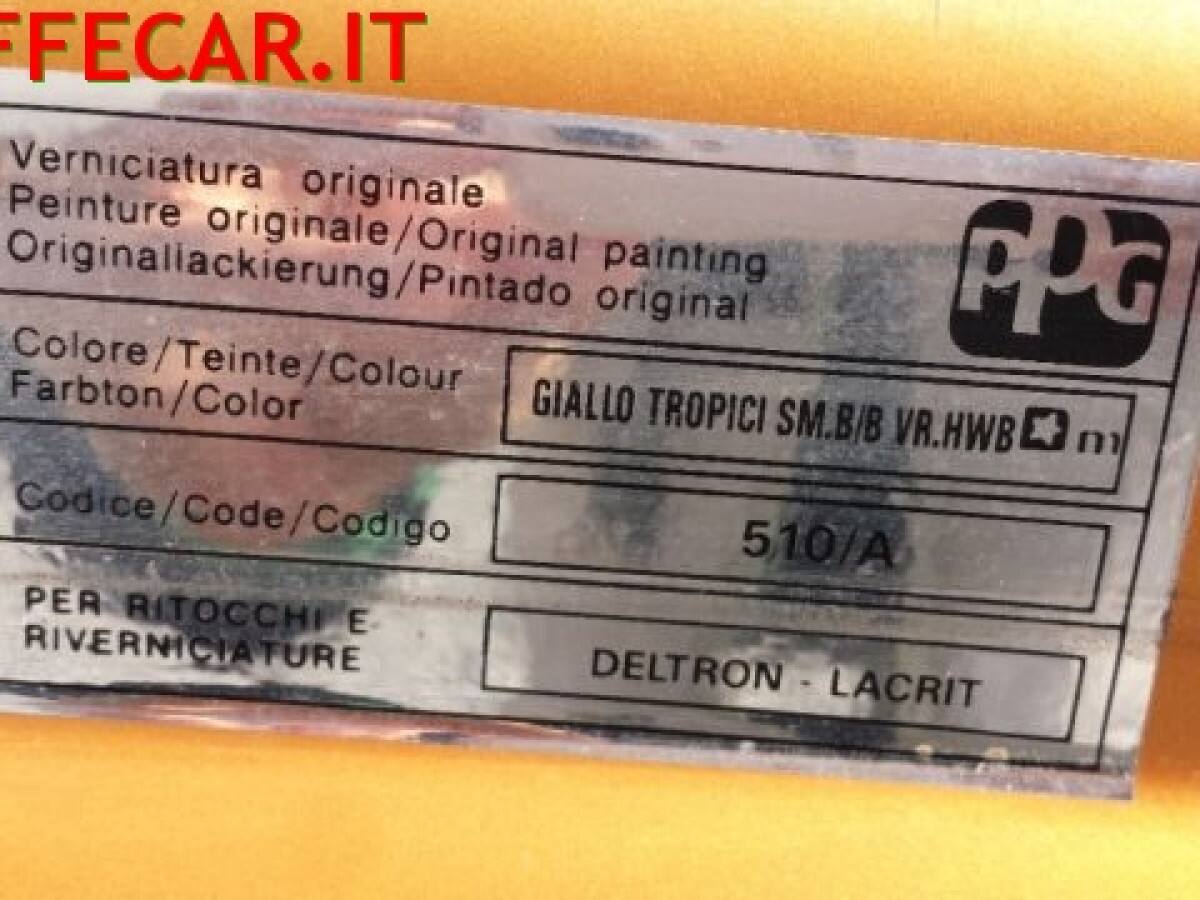 FFECAR.IT
Verniciatura originale
Peinture originale/Original painting
Originallackierung/Pintado original
PPG
Colore/Teinte/Colour
Farbton/Color
GIALLO TROPICI SM.B/B VR.HWB m
Codice/Code/Codigo
510/A
PER RITOCCHI E
RIVERNICIATURE
DELTRON - LACRIT